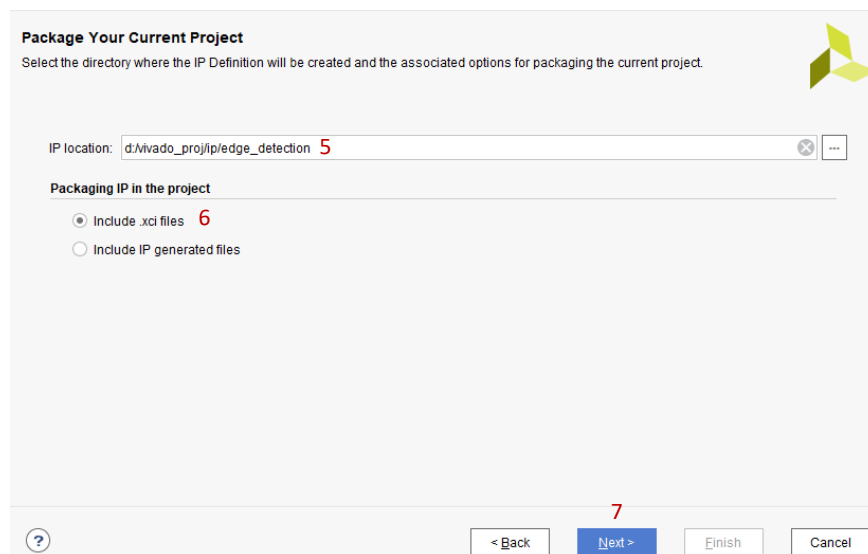 Package Your Current Project
Select the directory where the IP Definition will be created and the associated options for packaging the current project.
IP location: d:/vivado_proj/ip/edge_detection 5 ...
Packaging IP in the project
Include .xci files 6
Include IP generated files
7
? < Back Next > Finish Cancel